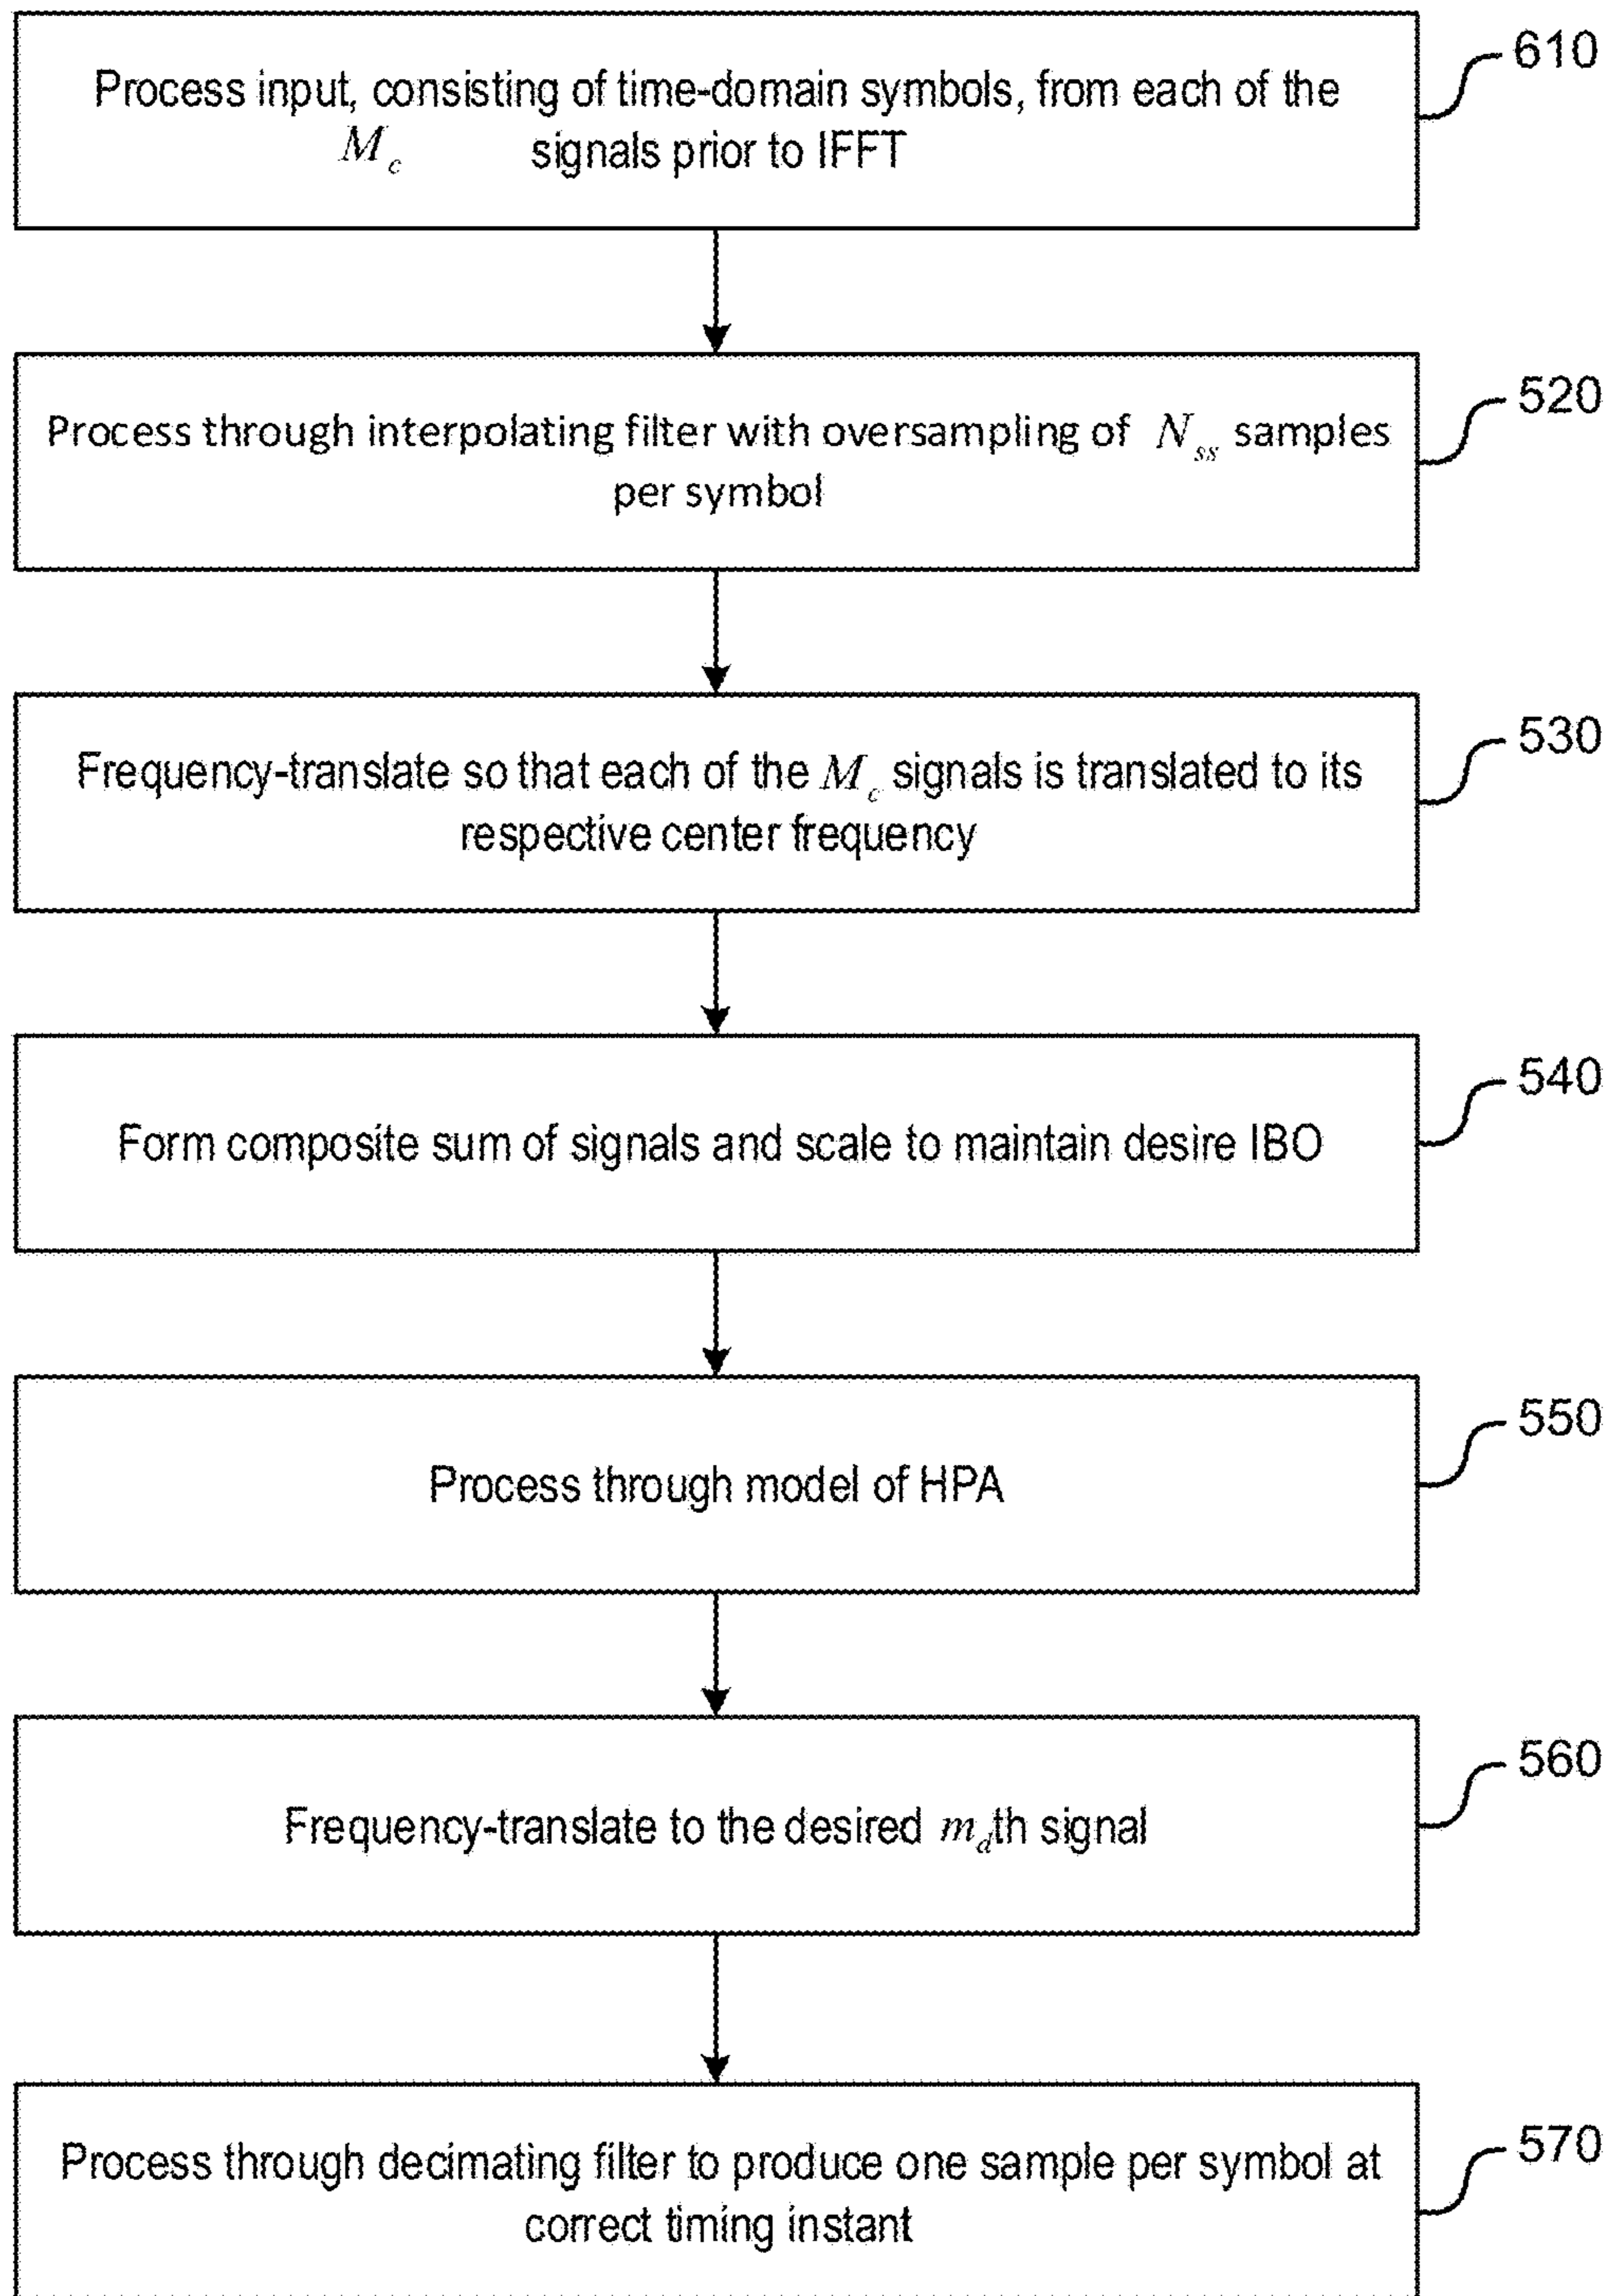 Process input, consisting of time-domain symbols, from each of the
M_c signals prior to IFFT
610
Process through interpolating filter with oversampling of N_ss samples
per symbol
520
Frequency-translate so that each of the M_c signals is translated to its
respective center frequency
530
Form composite sum of signals and scale to maintain desire IBO
540
Process through model of HPA
550
Frequency-translate to the desired m_dth signal
560
Process through decimating filter to produce one sample per symbol at
correct timing instant
570